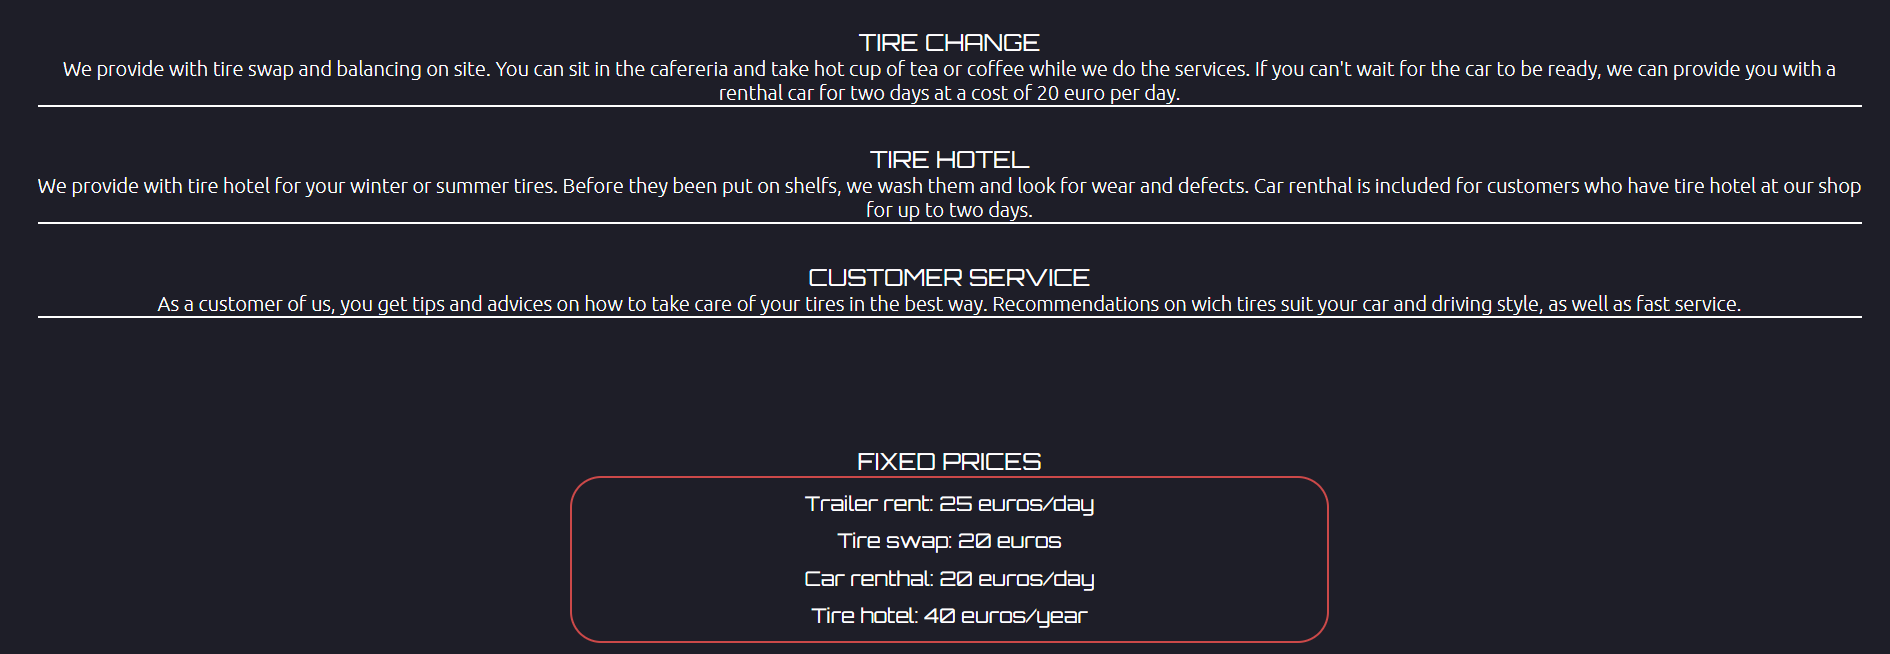 TIRE CHANGE
We provide with tire swap and balancing on site. You can sit in the cafereria and take hot cup of tea or coffee while we do the services. If you can't wait for the car to be ready, we can provide you with a
renthal car for two days at a cost of 20 euro per day.
TIRE HOTEL
We provide with tire hotel for your winter or summer tires. Before they been put on shelfs, we wash them and look for wear and defects. Car renthal is included for customers who have tire hotel at our shop
for up to two days.
CUSTOMER SERVICE
As a customer of us, you get tips and advices on how to take care of your tires in the best way. Recommendations on wich tires suit your car and driving style, as well as fast service.
FIXED PRICES
Trailer rent: 25 euros/day
Tire swap: 20 euros
Car renthal: 20 euros/day
Tire hotel: 40 euros/year